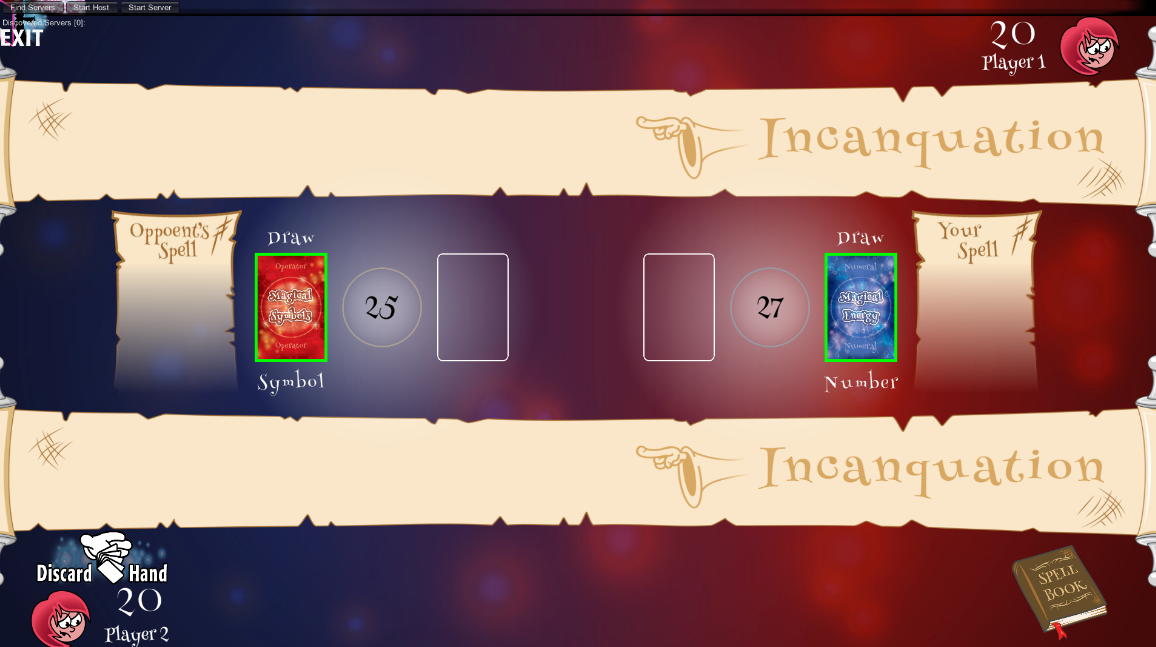 Find Servers Start Host Start Server
Discovered Servers [0]:
EXIT
20
Player 1
Incanquation
Oppoent's
Spell
Draw
Operator
Magical
Symbols
Operator
Symbol
25
27
Draw
Numeral
Magical
Energy
Numeral
Number
Your
Spell
Incanquation
Discard Hand
20
Player 2
SPELL
BOOK